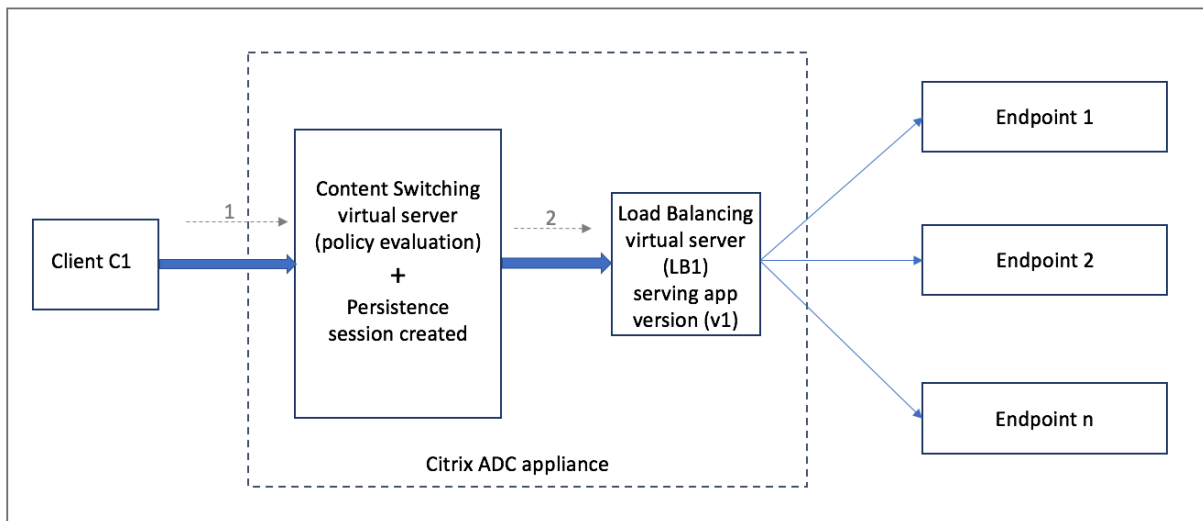 Client C1
1
Content Switching
virtual server
(policy evaluation)
+
Persistence
session created
2
Load Balancing
virtual server
(LB1)
serving app
version (v1)
Endpoint 1
Endpoint 2
Endpoint n
Citrix ADC appliance